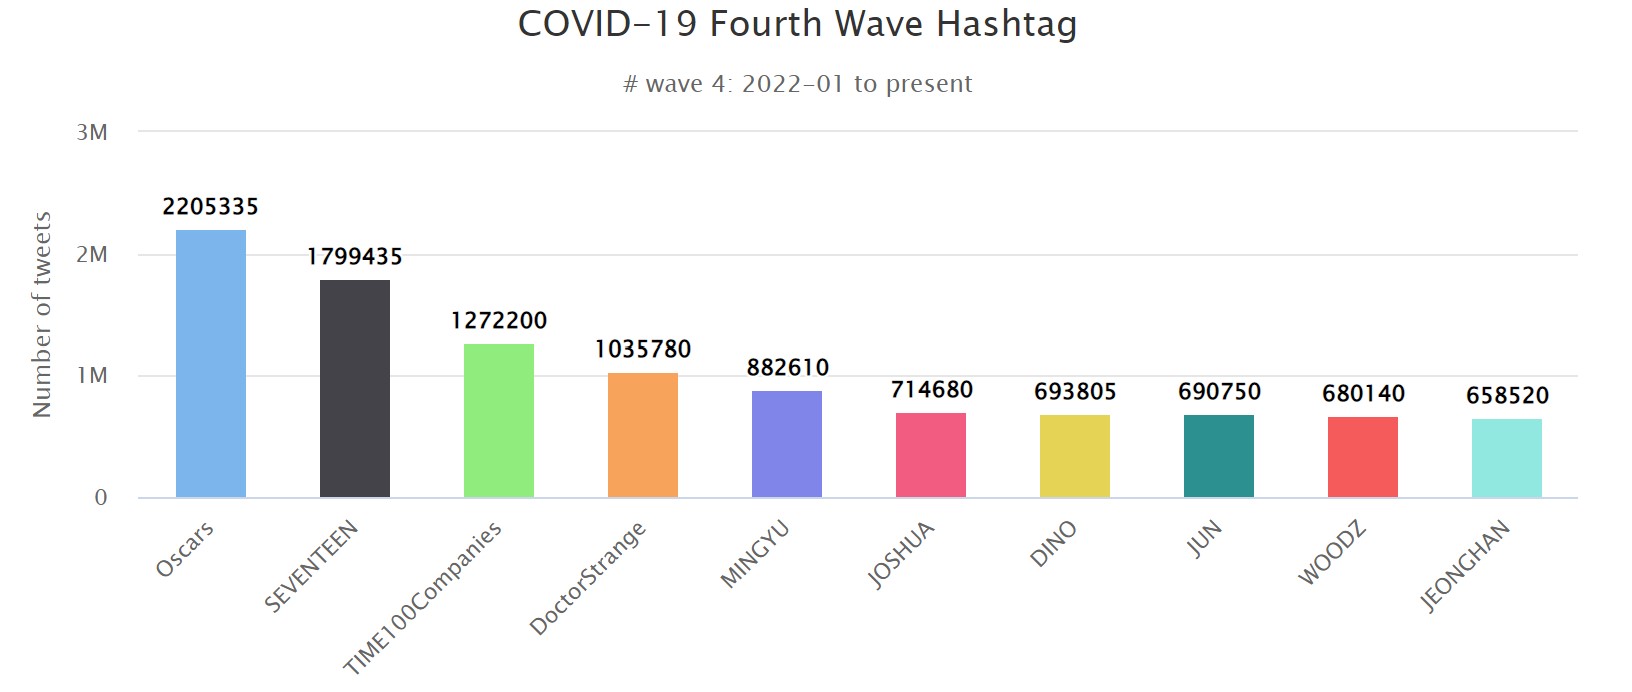 COVID-19 Fourth Wave Hashtag
# wave 4: 2022-01 to present
Number of tweets
3M
2M
1M
0
2205335
1799435
1272200
1035780
882610
714680
693805
690750
680140
658520
Oscars
SEVENTEEN
TIME100Companies
DoctorStrange
MINGYU
JOSHUA
DINO
JUN
WOODZ
JEONGHAN